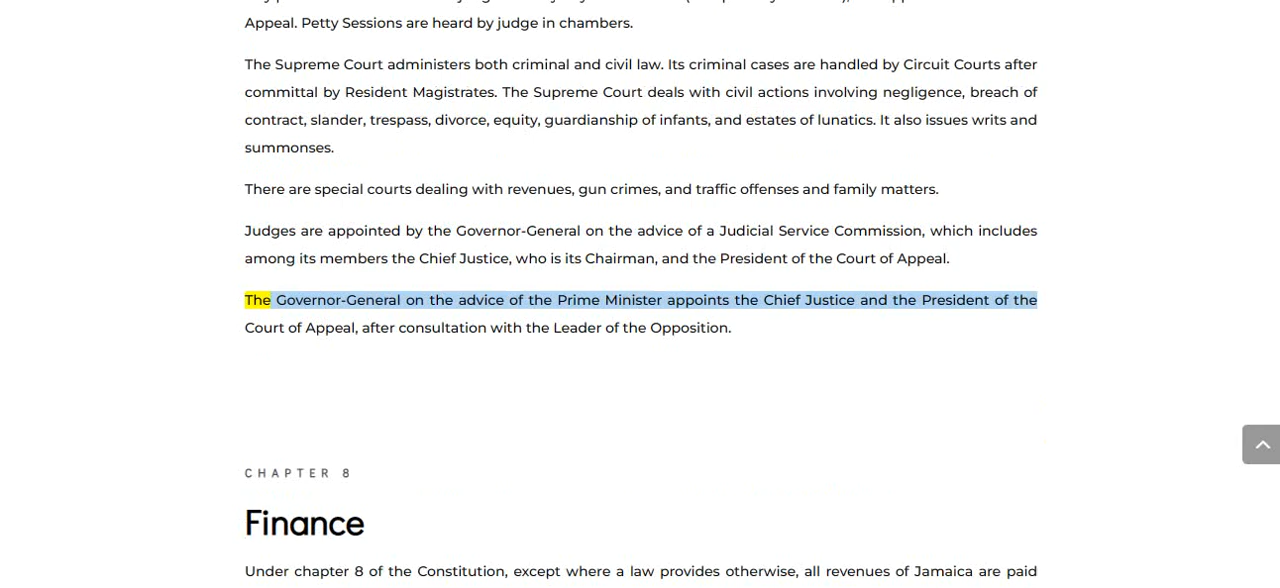 Appeal. Petty Sessions are heard by judge in chambers.
The Supreme Court administers both criminal and civil law. Its criminal cases are handled by Circuit Courts after
committal by Resident Magistrates. The Supreme Court deals with civil actions involving negligence, breach of
contract, slander, trespass, divorce, equity, guardianship of infants, and estates of lunatics. It also issues writs and
summonses.
There are special courts dealing with revenues, gun crimes, and traffic offenses and family matters.
Judges are appointed by the Governor-General on the advice of a Judicial Service Commission, which includes
among its members the Chief Justice, who is its Chairman, and the President of the Court of Appeal.
The Governor-General on the advice of the Prime Minister appoints the Chief Justice and the President of the
Court of Appeal, after consultation with the Leader of the Opposition.
CHAPTER 8
Finance
Under chapter 8 of the Constitution, except where a law provides otherwise, all revenues of Jamaica are paid